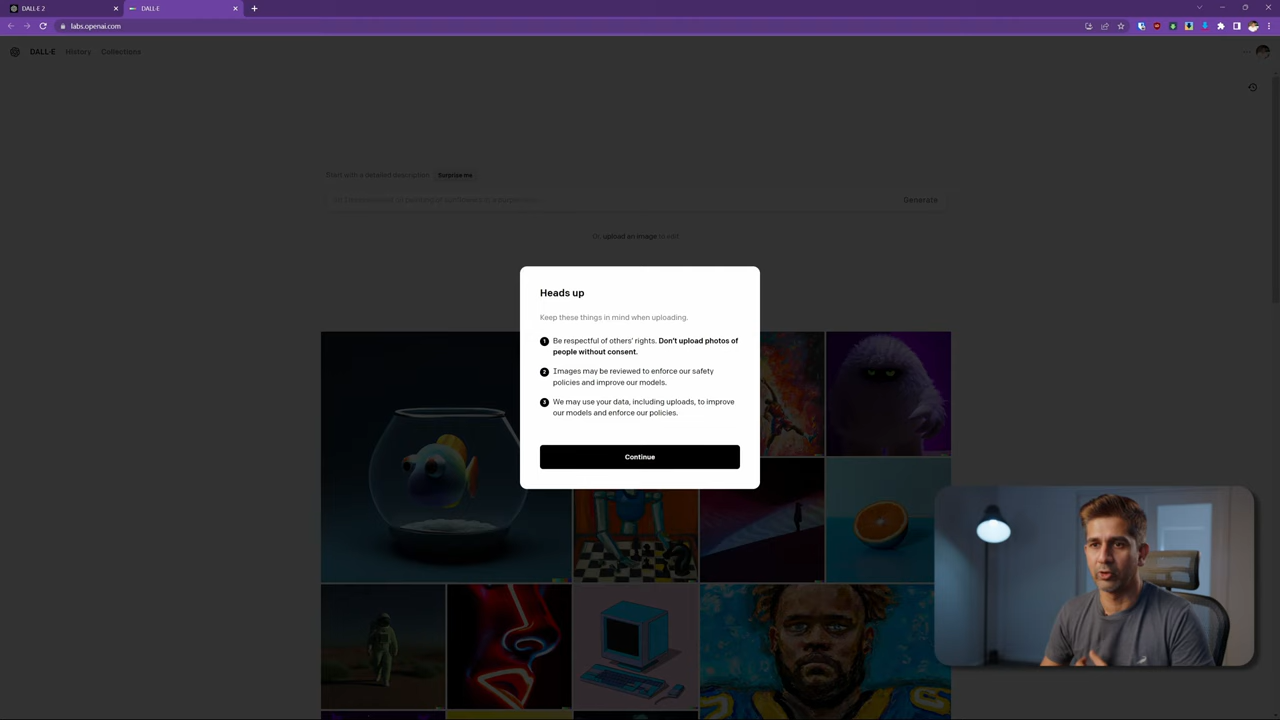 DALL·E 2
DALL·E
labs.openai.com
DALL·E History Collections
Start with a detailed description Surprise me
Generate
Or, upload an image to edit
Heads up
Keep these things in mind when uploading.
1 Be respectful of others' rights. Don't upload photos of
people without consent.
2 Images may be reviewed to enforce our safety
policies and improve our models.
3 We may use your data, including uploads, to improve
our models and enforce our policies.
Continue